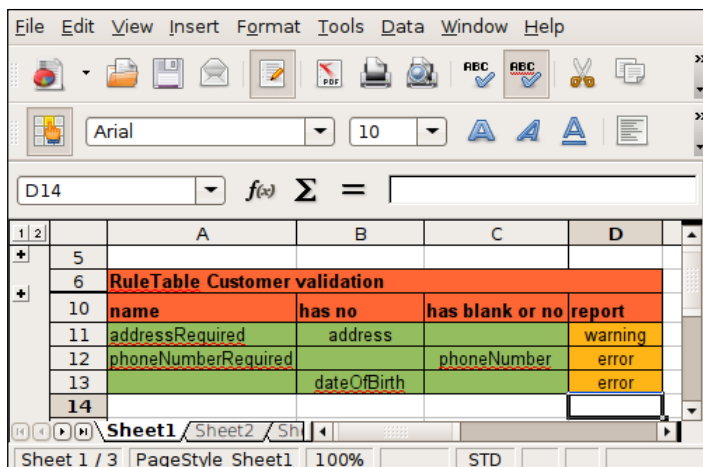 File Edit View Insert Format Tools Data Window Help
PDF ABC ABC
Arial 10
D14 f(x) Σ =
1 2 A B C D
5
6 RuleTable Customer validation
10 name has no has blank or no report
11 addressRequired address warning
12 phoneNumberRequired phoneNumber error
13 dateOfBirth error
14
Sheet1 Sheet2 Sh
Sheet 1 / 3 PageStyle_Sheet1 100% STD